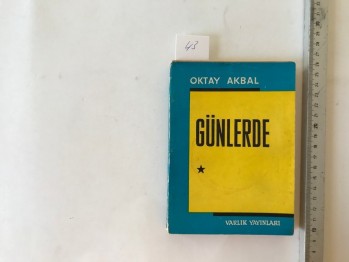 43
OKTAY AKBAL
GÜNLERDE
VARLIK YAYINLARI